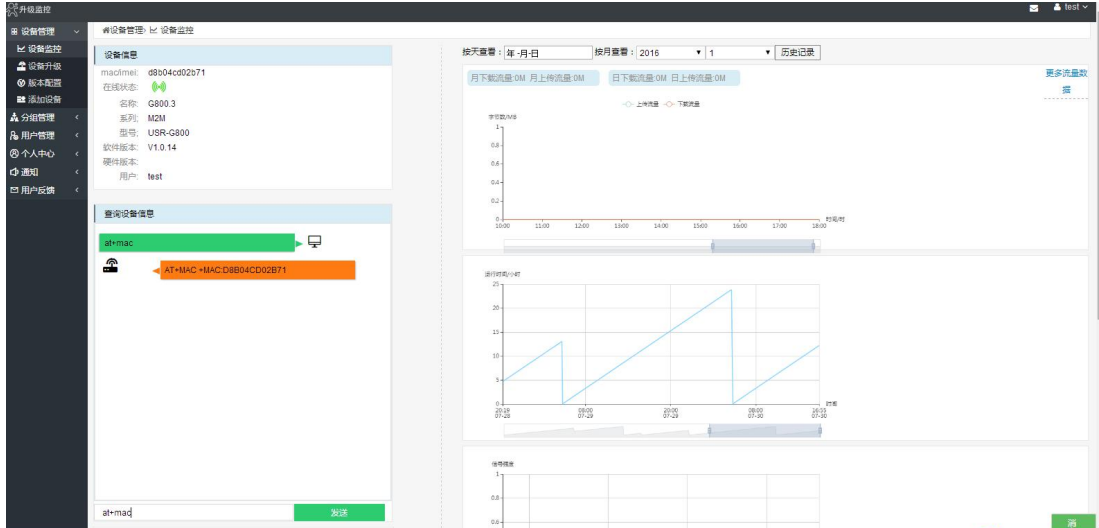 升级监控
test
设备管理
设备监控
设备升级
版本配置
添加设备
分组管理
用户管理
个人中心
通知
用户反馈
设备管理> 设备监控
设备信息
mac/imei: d8b04cd02b71
在线状态:
名称: G800.3
系列: M2M
型号: USR-G800
软件版本: V1.0.14
硬件版本:
用户: test
查询设备信息
at+mac
AT+MAC +MAC:D8B04CD02B71
at+mac
发送
按天查看: 年-月-日 按月查看: 2016 1 历史记录
月下载流量:0M 月上传流量:0M 日下载流量:0M 日上传流量:0M
更多流量数
据
上传流量 下载流量
字节数/MB
1
0.8
0.6
0.4
0.2
0
10:00 11:00 12:00 13:00 14:00 15:00 16:00 17:00 18:00
时间/时
运行时间/小时
25
20
15
10
5
0
20:19 08:00 20:00 08:00 16:55
07-28 07-29 07-29 07-30 07-30
时间
信号强度
1
0.8
0.6
消